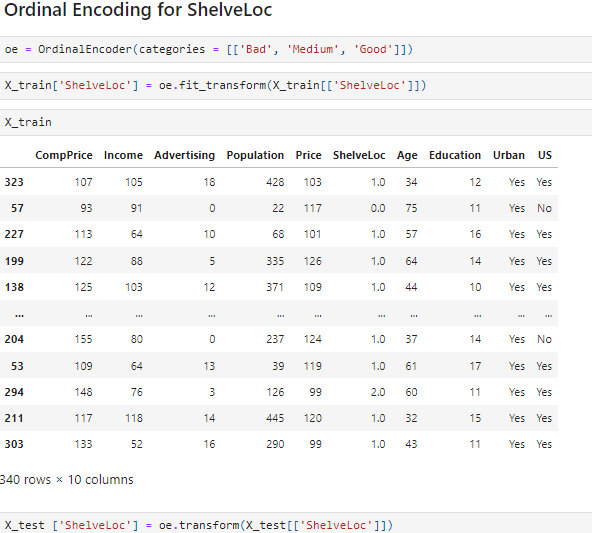 Ordinal Encoding for ShelveLoc
oe = OrdinalEncoder(categories = [['Bad', 'Medium', 'Good']])
X_train['ShelveLoc'] = oe.fit_transform(X_train[['ShelveLoc']])
X_train
CompPrice Income Advertising Population Price ShelveLoc Age Education Urban US
323 107 105 18 428 103 1.0 34 12 Yes Yes
57 93 91 0 22 117 0.0 75 11 Yes No
227 113 64 10 68 101 1.0 57 16 Yes Yes
199 122 88 5 335 126 1.0 64 14 Yes Yes
138 125 103 12 371 109 1.0 44 10 Yes Yes
... ... ... ... ... ... ... ... ... ... ...
204 155 80 0 237 124 1.0 37 14 Yes No
53 109 64 13 39 119 1.0 61 17 Yes Yes
294 148 76 3 126 99 2.0 60 11 Yes Yes
211 117 118 14 445 120 1.0 32 15 Yes Yes
303 133 52 16 290 99 1.0 43 11 Yes Yes
340 rows × 10 columns
X_test ['ShelveLoc'] = oe.transform(X_test[['ShelveLoc']])